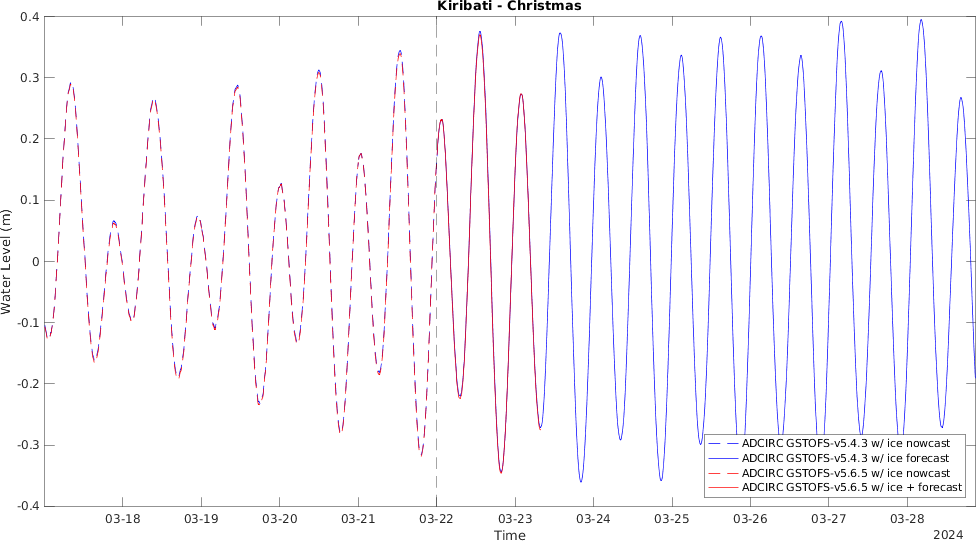 Kiribati - Christmas
0.4
0.3
0.2
0.1
0
-0.1
-0.2
-0.3
-0.4
Water Level (m)
ADCIRC GSTOFS-v5.4.3 w/ ice nowcast
ADCIRC GSTOFS-v5.4.3 w/ ice forecast
ADCIRC GSTOFS-v5.6.5 w/ ice nowcast
ADCIRC GSTOFS-v5.6.5 w/ ice + forecast
03-18 03-19 03-20 03-21 03-22 03-23 03-24 03-25 03-26 03-27 03-28
Time
2024